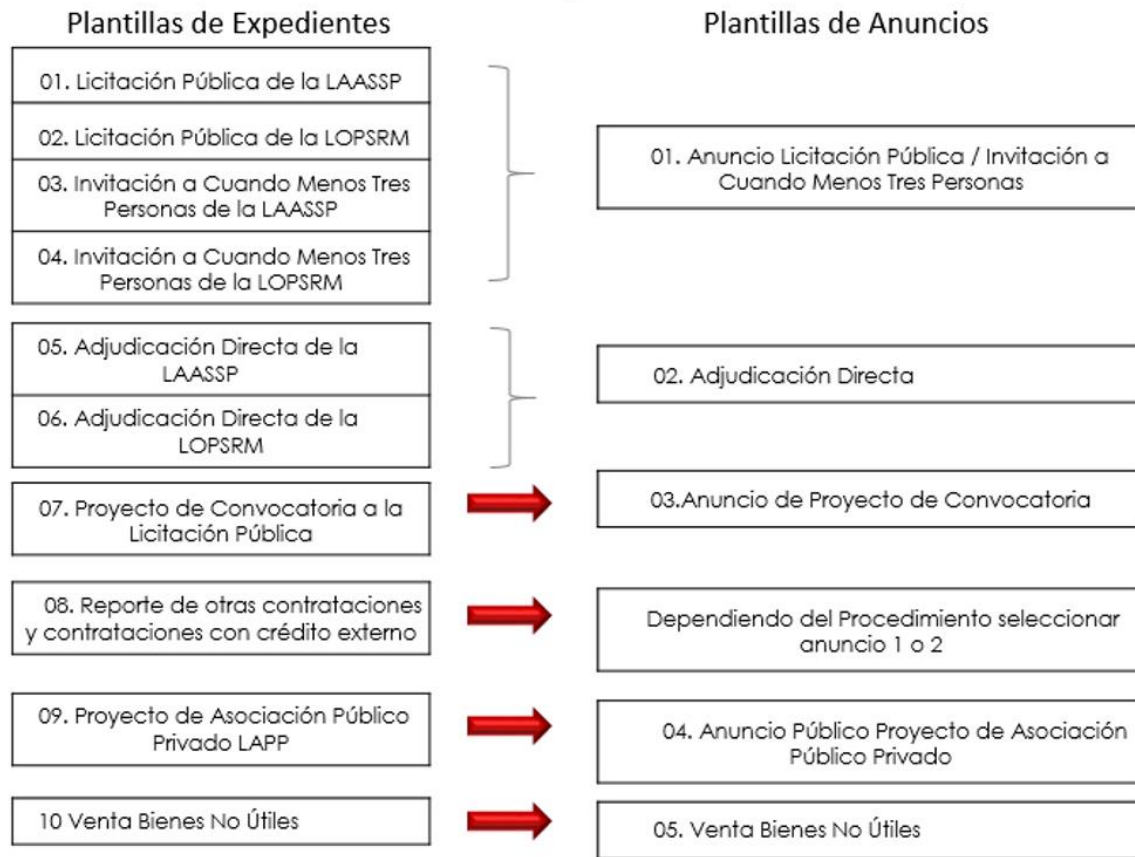 Plantillas de Expedientes
01. Licitación Pública de la LAASSP
02. Licitación Pública de la LOPSRM
03. Invitación a Cuando Menos Tres
Personas de la LAASSP
04. Invitación a Cuando Menos Tres
Personas de la LOPSRM
05. Adjudicación Directa de la
LAASSP
06. Adjudicación Directa de la
LOPSRM
07. Proyecto de Convocatoria a la
Licitación Pública
08. Reporte de otras contrataciones
y contrataciones con crédito externo
09. Proyecto de Asociación Público
Privado LAPP
10 Venta Bienes No Útiles
Plantillas de Anuncios
01. Anuncio Licitación Pública / Invitación a
Cuando Menos Tres Personas
02. Adjudicación Directa
03.Anuncio de Proyecto de Convocatoria
Dependiendo del Procedimiento seleccionar
anuncio 1 o 2
04. Anuncio Público Proyecto de Asociación
Público Privado
05. Venta Bienes No Útiles